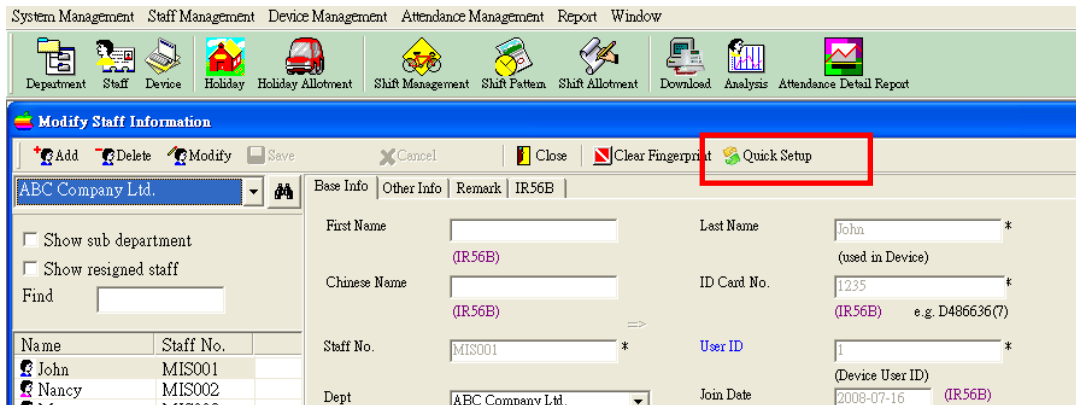 System Management Staff Management Device Management Attendance Management Report Window
Department Staff Device Holiday Holiday Allotment Shift Management Shift Pattern Shift Allotment Download Analysis Attendance Detail Report
Modify Staff Information
Add Delete Modify Save Cancel Close Clear Fingerprint Quick Setup
ABC Company Ltd.
Base Info Other Info Remark IR56B
Show sub department
Show resigned staff
Find
Name Staff No.
John MIS001
Nancy MIS002
First Name
(IR56B)
Last Name John *
(used in Device)
Chinese Name
(IR56B)
ID Card No. 1235 *
(IR56B) e.g. D486636(7)
=>
Staff No. MIS001 *
User ID 1 *
(Device User ID)
Dept ABC Company Ltd.
Join Date 2008-07-16 (IR56B)